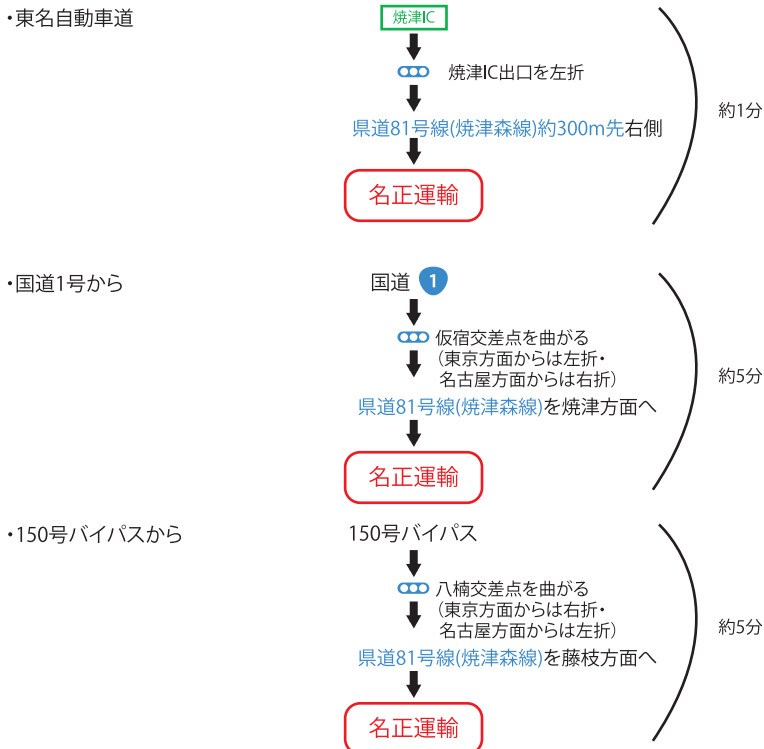 ・東名自動車道
焼津IC
焼津IC出口を左折
県道81号線(焼津森線)約300m先右側
名正運輸
約1分
・国道1号から
国道 1
仮宿交差点を曲がる
(東京方面からは左折・
名古屋方面からは右折)
県道81号線(焼津森線)を焼津方面へ
名正運輸
約5分
・150号バイパスから
150号バイパス
八楠交差点を曲がる
(東京方面からは右折・
名古屋方面からは左折)
県道81号線(焼津森線)を藤枝方面へ
名正運輸
約5分